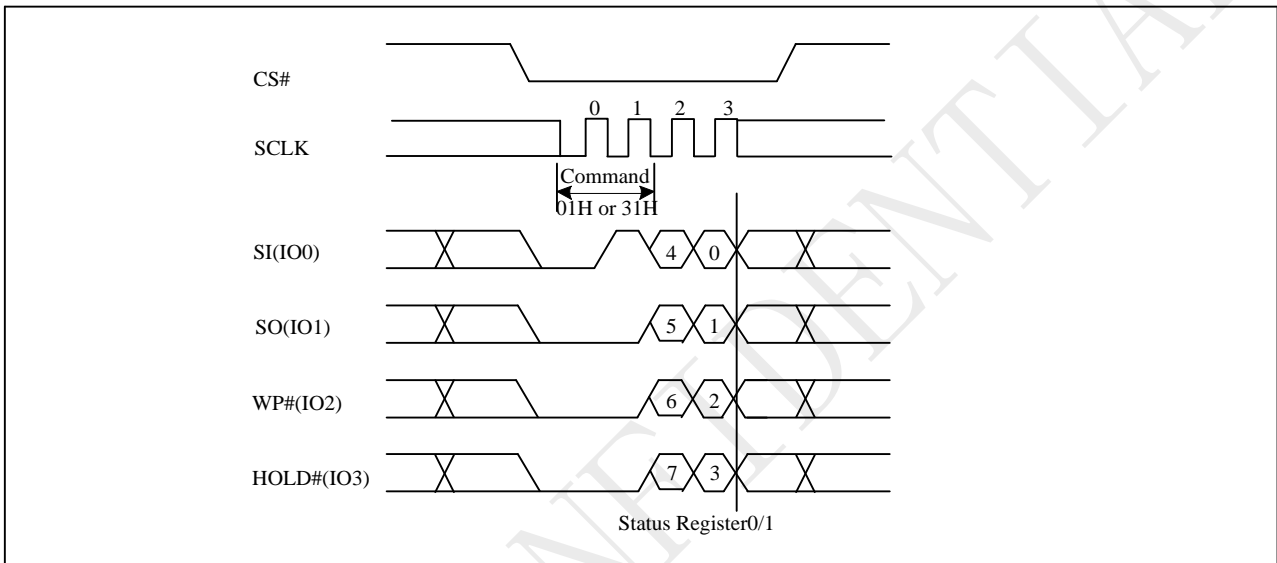 CS#
0 1 2 3
SCLK
Command
01H or 31H
SI(IO0) 4 0
SO(IO1) 5 1
WP#(IO2) 6 2
HOLD#(IO3) 7 3
Status Register0/1
NFIDENTIAL